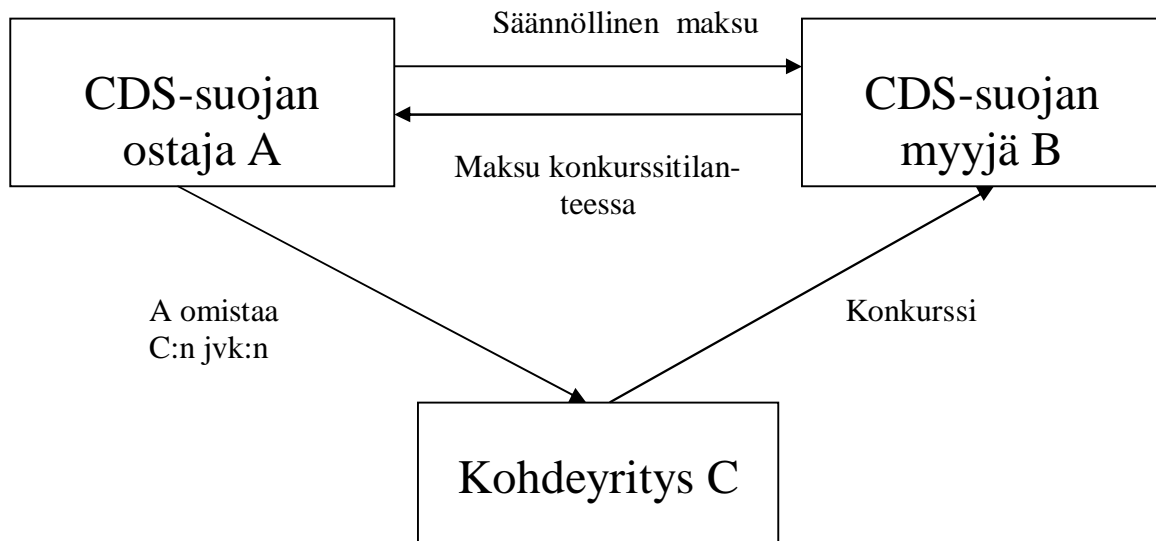 Säännöllinen maksu
CDS-suojan
ostaja A
CDS-suojan
myyjä B
Maksu konkurssitilan-
teessa
A omistaa
C:n jvk:n
Konkurssi
Kohdeyritys C